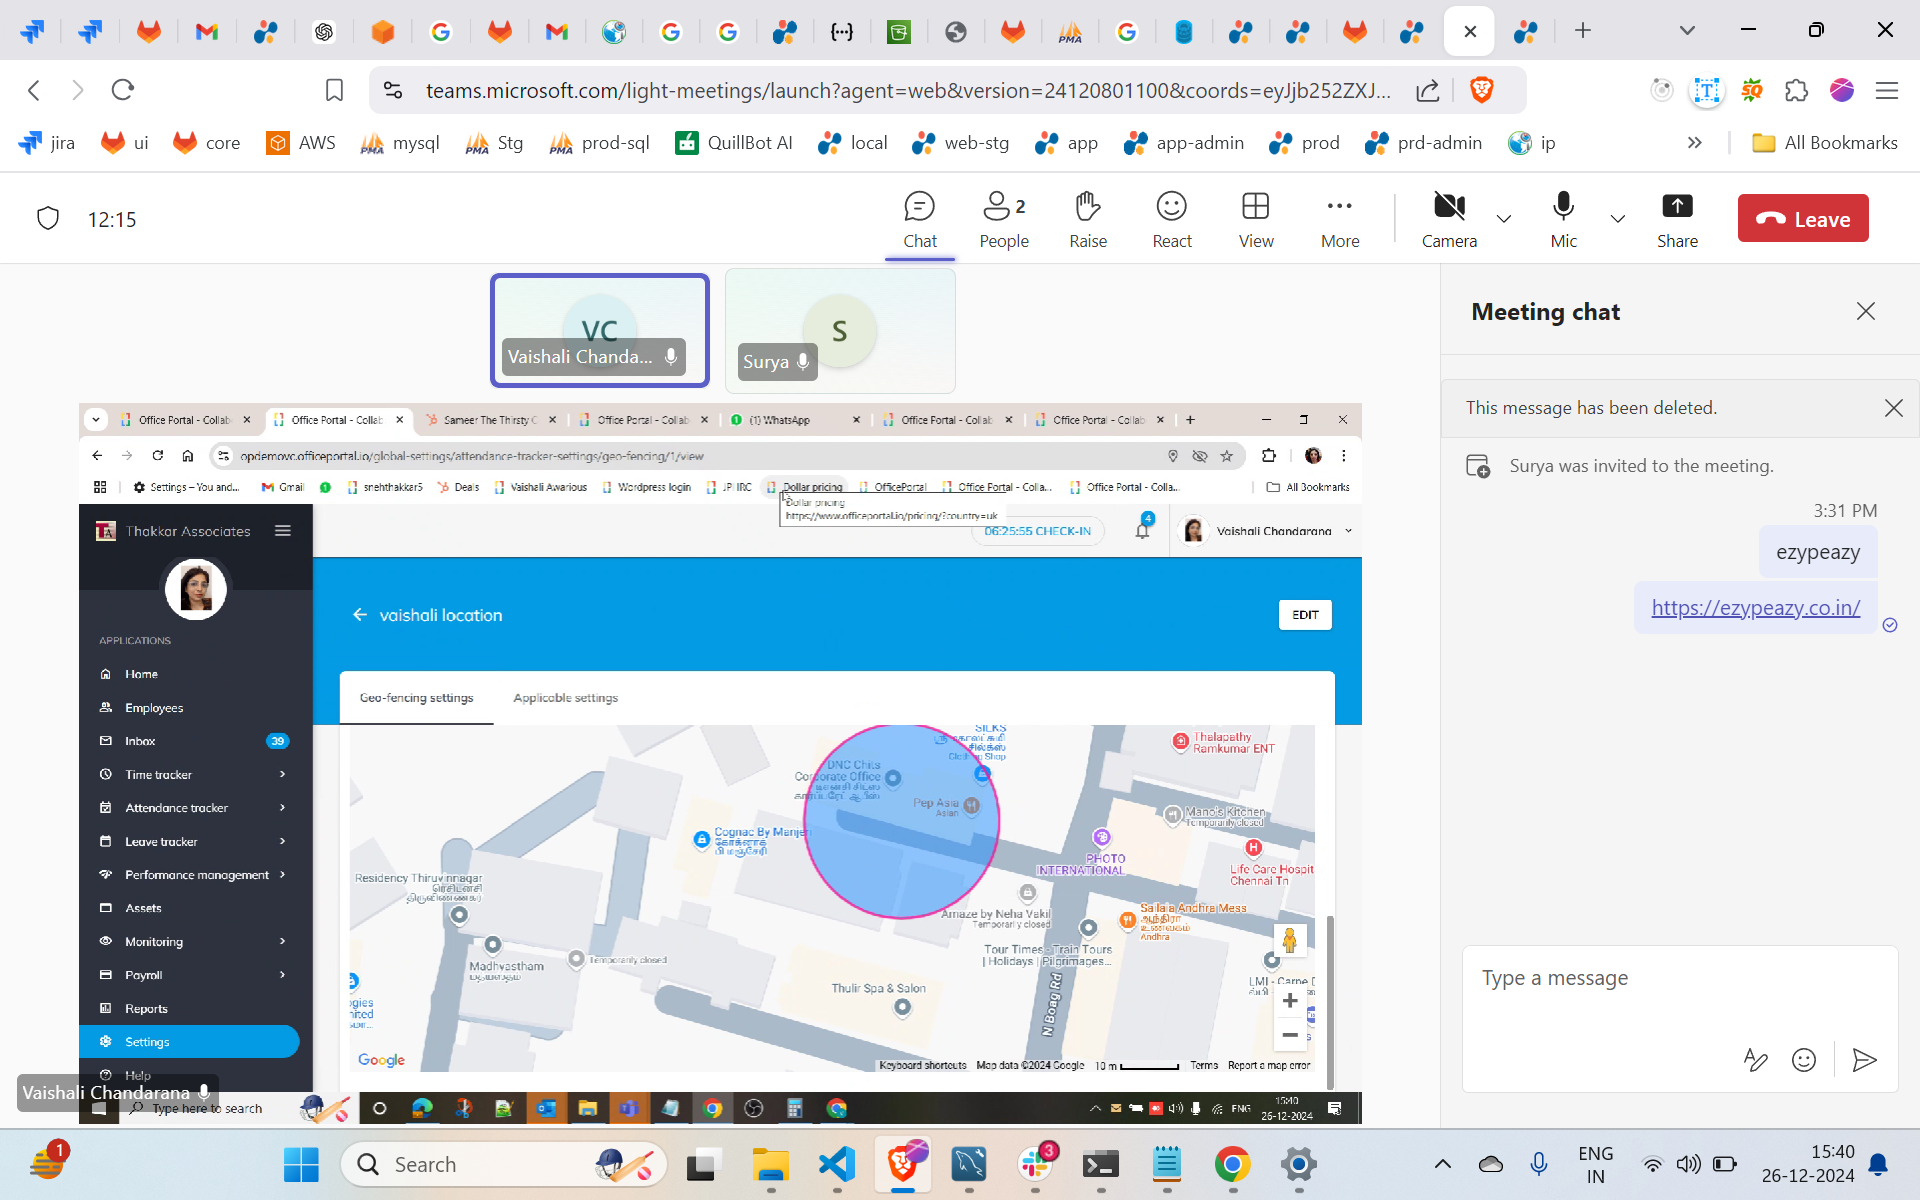 teams.microsoft.com/light-meetings/launch?agent=web&version=24120801100&coords=eyJjb252ZXJ...
jira
ui
core
AWS
mysql
Stg
prod-sql
QuillBot AI
local
web-stg
app
app-admin
prod
prd-admin
ip
All Bookmarks
12:15
Chat
2
People
Raise
React
View
More
Camera
Mic
Share
Leave
VC
Vaishali Chanda...
S
Surya
Office Portal - Collab
Office Portal - Collab
Sameer The Thirsty C
Office Portal - Collab
(1) WhatsApp
Office Portal - Collab
Office Portal - Collab
opdemovc.officeportal.io/global-settings/attendance-tracker-settings/geo-fencing/1/view
Settings – You and...
Gmail
snehthakkar5
Deals
Vaishali Awarious
Wordpress login
JP IRC
Dollar pricing
OfficePortal
Office Portal - Colla...
Office Portal - Colla...
All Bookmarks
Dollar pricing
https://www.officeportal.io/pricing/?country=uk
Thakkar Associates
06:25:55 CHECK-IN
4
Vaishali Chandarana
vaishali location
EDIT
Geo-fencing settings
Applicable settings
APPLICATIONS
Home
Employees
Inbox
39
Time tracker
Attendance tracker
Leave tracker
Performance management
Assets
Monitoring
Payroll
Reports
Settings
Help
SILKS
Clothing Shop
DNC Chits
Corporate Office
Pep Asia
Asian
Thalapathy
Ramkumar ENT
Mano's Kitchen
Temporarily closed
Cognac By Manjeri
PHOTO
INTERNATIONAL
Life Care Hospit
Chennai Tn
Residency Thiruvinnagar
Amaze by Neha Vakil
Temporarily closed
Sailaja Andhra Mess
Andhra
Tour Times - Train Tours
| Holidays | Pilgrimages...
Madhvastham
Temporarily closed
Thulir Spa & Salon
N Boag Rd
Google
Keyboard shortcuts
Map data ©2024 Google
10 m
Terms
Report a map error
Vaishali Chandarana
Type here to search
ENG
15:40
26-12-2024
Meeting chat
This message has been deleted.
Surya was invited to the meeting.
3:31 PM
ezypeazy
https://ezypeazy.co.in/
Type a message
1
Search
3
ENG
IN
15:40
26-12-2024